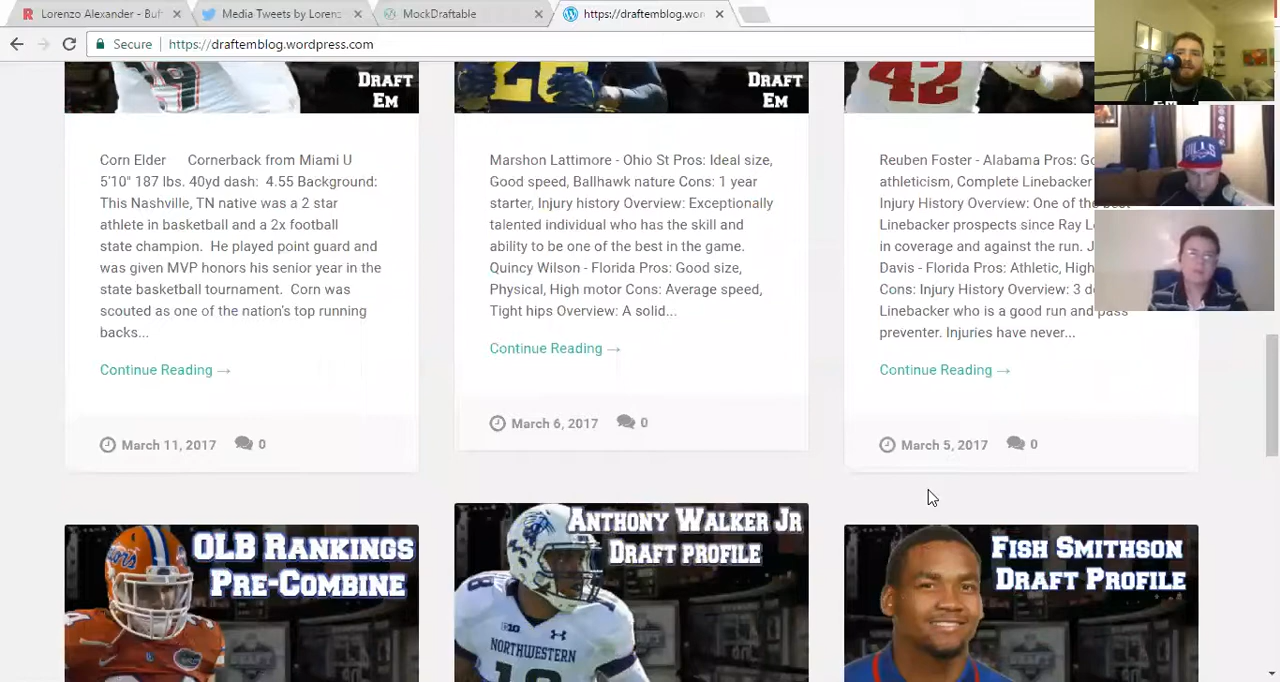 Lorenzo Alexander - Buf
Media Tweets by Lorenz
MockDraftable
https://draftemblog.wor
Secure
https://draftemblog.wordpress.com
DRAFT
EM
26
DRAFT
EM
42
Corn Elder Cornerback from Miami U
5'10" 187 lbs. 40yd dash: 4.55 Background:
This Nashville, TN native was a 2 star
athlete in basketball and a 2x football
state champion. He played point guard and
was given MVP honors his senior year in the
state basketball tournament. Corn was
scouted as one of the nation's top running
backs...
Continue Reading →
March 11, 2017 0
Marshon Lattimore - Ohio St Pros: Ideal size,
Good speed, Ballhawk nature Cons: 1 year
starter, Injury history Overview: Exceptionally
talented individual who has the skill and
ability to be one of the best in the game.
Quincy Wilson - Florida Pros: Good size,
Physical, High motor Cons: Average speed,
Tight hips Overview: A solid...
Continue Reading →
March 6, 2017 0
Reuben Foster - Alabama Pros:
athleticism, Complete Linebacker
Injury History Overview: One of the best
Linebacker prospects since Ray
in coverage and against the run.
Davis - Florida Pros: Athletic, High
Cons: Injury History Overview: 3
Linebacker who is a good run and pass
preventer. Injuries have never...
Continue Reading →
March 5, 2017 0
BILLS
OLB RANKINGS
PRE-COMBINE
ANTHONY WALKER JR
DRAFT PROFILE
B1G
NORTHWESTERN
FISH SMITHSON
DRAFT PROFILE